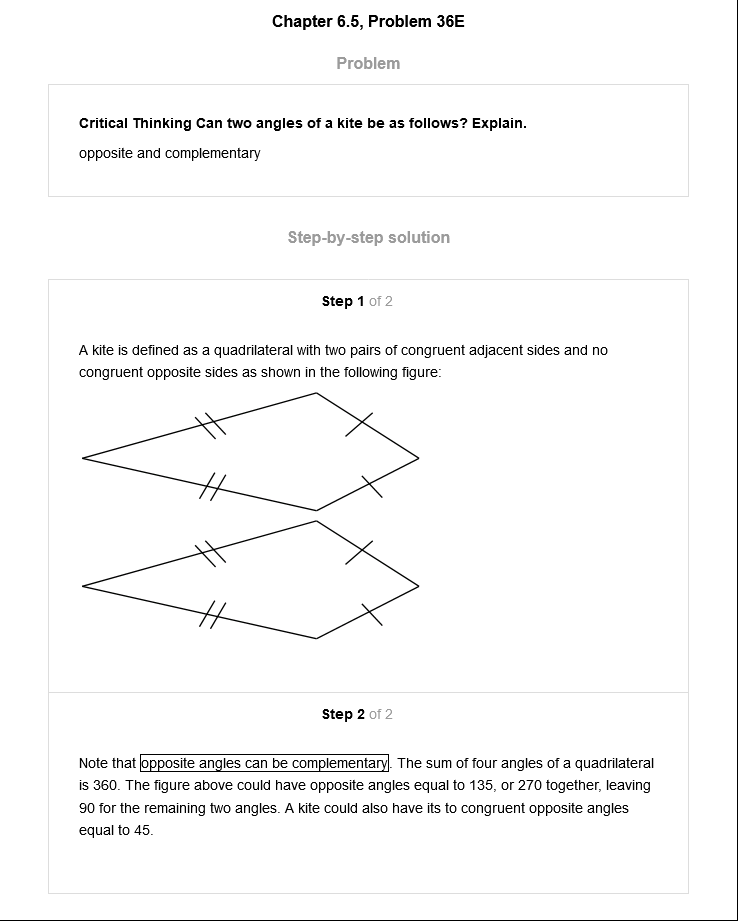 Chapter 6.5, Problem 36E
Problem
Critical Thinking Can two angles of a kite be as follows? Explain.
opposite and complementary
Step-by-step solution
Step 1 of 2
A kite is defined as a quadrilateral with two pairs of congruent adjacent sides and no
congruent opposite sides as shown in the following figure:
Step 2 of 2
Note that opposite angles can be complementary. The sum of four angles of a quadrilateral
is 360. The figure above could have opposite angles equal to 135, or 270 together, leaving
90 for the remaining two angles. A kite could also have its to congruent opposite angles
equal to 45.